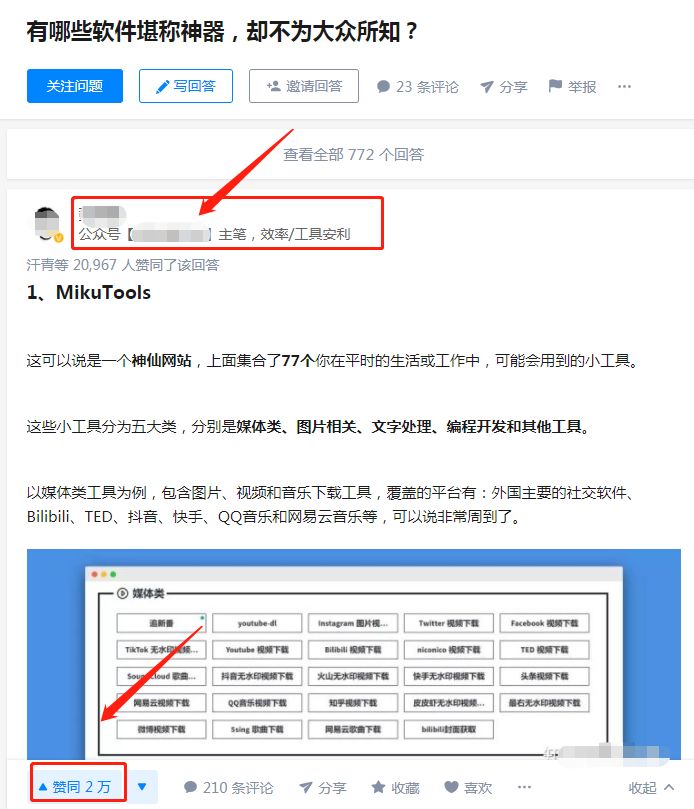 有哪些软件堪称神器，却不为大众所知？
关注问题 写回答 邀请回答 23 条评论 分享 举报 ···
查看全部 772 个回答
公众号【 】主笔，效率/工具安利
汗青等 20,967 人赞同了该回答
1、MikuTools
这可以说是一个神仙网站，上面集合了77个你在平时的生活或工作中，可能会用到的小工具。
这些小工具分为五大类，分别是媒体类、图片相关、文字处理、编程开发和其他工具。
以媒体类工具为例，包含图片、视频和音乐下载工具，覆盖的平台有：外国主要的社交软件、
Bilibili、TED、抖音、快手、QQ音乐和网易云音乐等，可以说非常周到了。
媒体类
追新番 youtube-dl Instagram 图片视... Twitter 视频下载 Facebook 视频下载
TikTok 无水印视频... Youtube 视频下载 Bilibili 视频下载 niconico 视频下载 TED 视频下载
SoundCloud 歌曲... 抖音无水印视频下载 火山无水印视频下载 快手无水印视频下载 头条视频下载
网易云视频下载 QQ音乐视频下载 知乎视频下载 皮皮虾无水印视频... 最右无水印视频下载
微博视频下载 5sing 歌曲下载 网易云歌曲下载 bilibili封面获取
赞同 2 万 210 条评论 分享 收藏 喜欢 ··· 收起